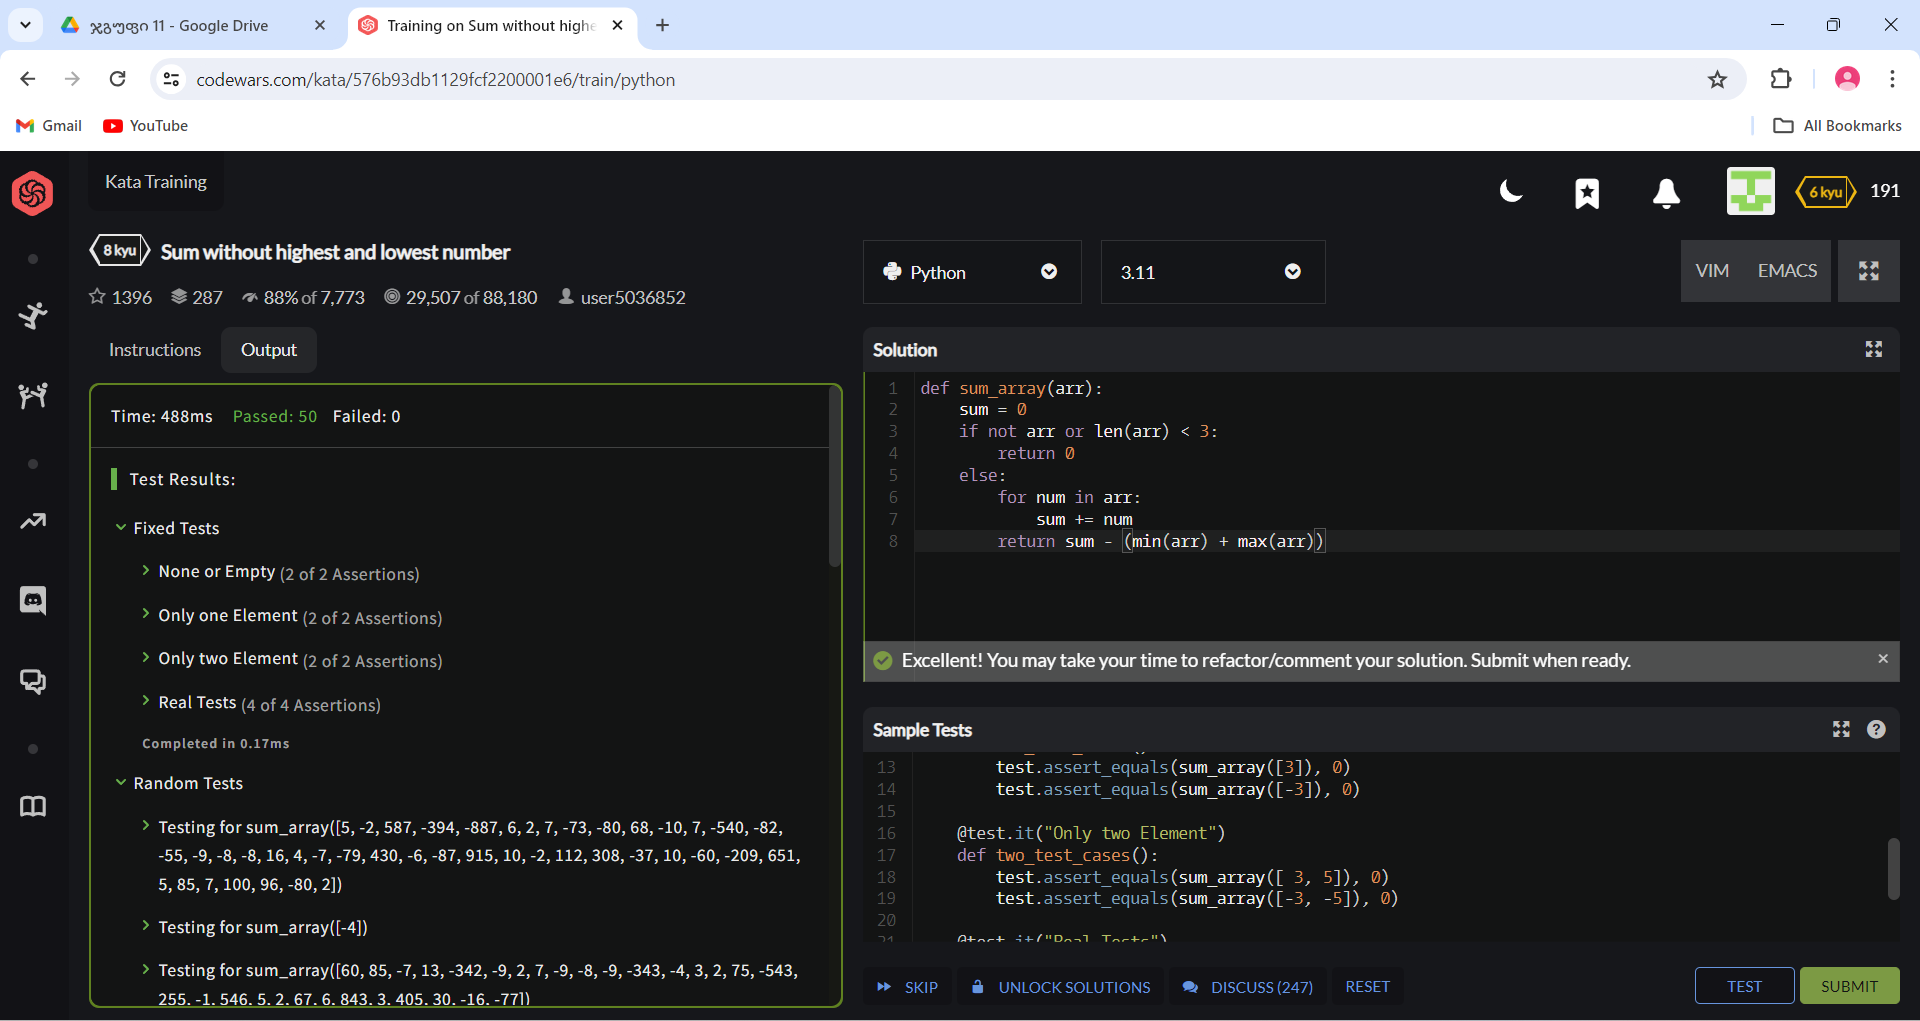 ჯგუფი 11 - Google Drive
Training on Sum without highe
codewars.com/kata/576b93db1129fcf2200001e6/train/python
Gmail
YouTube
All Bookmarks
Kata Training
6 kyu
191
8 kyu
Sum without highest and lowest number
1396
287
88% of 7,773
29,507 of 88,180
user5036852
Python
3.11
VIM
EMACS
Instructions
Output
Time: 488ms Passed: 50 Failed: 0
Test Results:
Fixed Tests
None or Empty (2 of 2 Assertions)
Only one Element (2 of 2 Assertions)
Only two Element (2 of 2 Assertions)
Real Tests (4 of 4 Assertions)
Completed in 0.17ms
Random Tests
Testing for sum_array([5, -2, 587, -394, -887, 6, 2, 7, -73, -80, 68, -10, 7, -540, -82,
-55, -9, -8, -8, 16, 4, -7, -79, 430, -6, -87, 915, 10, -2, 112, 308, -37, 10, -60, -209, 651,
5, 85, 7, 100, 96, -80, 2])
Testing for sum_array([-4])
Testing for sum_array([60, 85, -7, 13, -342, -9, 2, 7, -9, -8, -9, -343, -4, 3, 2, 75, -543,
255, -1, 546, 5, 2, 67, 6, 843, 3, 405, 30, -16, -77])
Solution
1 def sum_array(arr):
2 sum = 0
3 if not arr or len(arr) < 3:
4 return 0
5 else:
6 for num in arr:
7 sum += num
8 return sum - (min(arr) + max(arr))
Excellent! You may take your time to refactor/comment your solution. Submit when ready.
Sample Tests
13 test.assert_equals(sum_array([3]), 0)
14 test.assert_equals(sum_array([-3]), 0)
15
16 @test.it("Only two Element")
17 def two_test_cases():
18 test.assert_equals(sum_array([ 3, 5]), 0)
19 test.assert_equals(sum_array([-3, -5]), 0)
20
21 @test.it("Real Tests")
SKIP
UNLOCK SOLUTIONS
DISCUSS (247)
RESET
TEST
SUBMIT